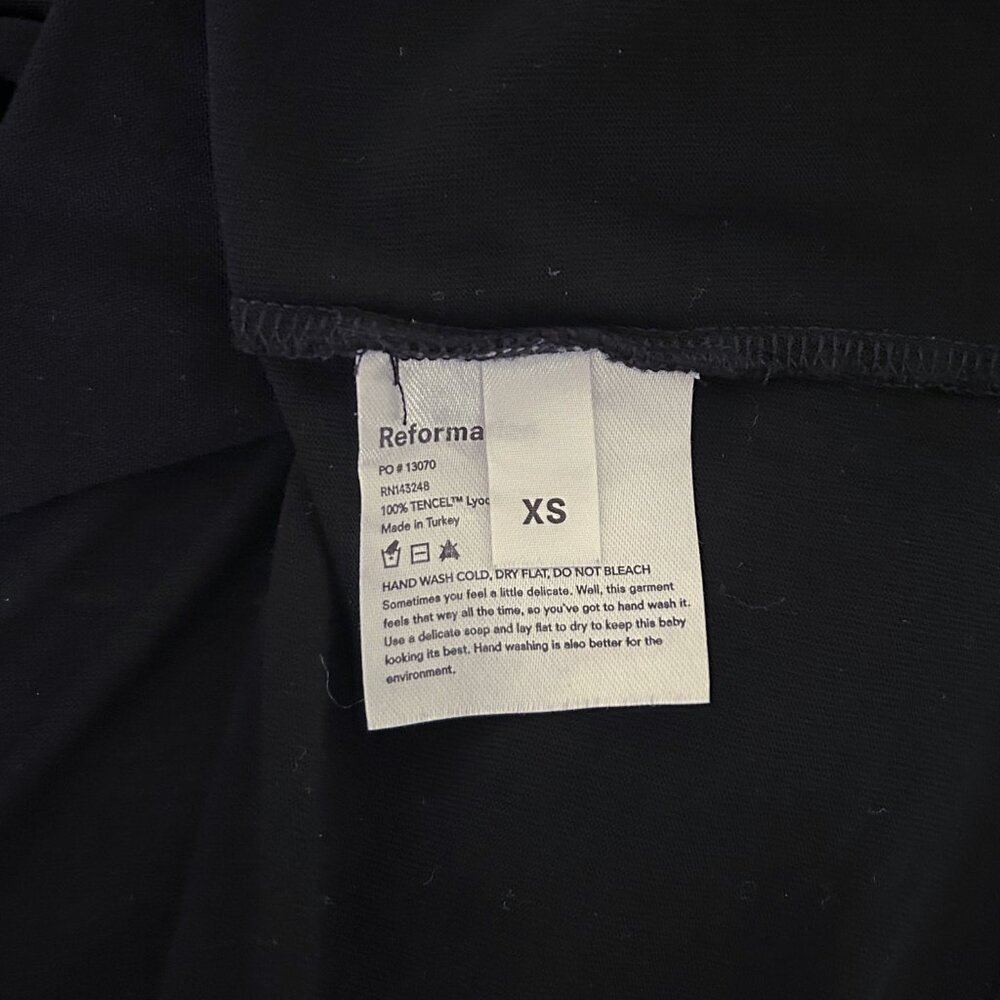 Reforma
PO # 13070
RN143248
100% TENCEL™ Lyoc
Made in Turkey
XS
HAND WASH COLD, DRY FLAT, DO NOT BLEACH
Sometimes you feel a little delicate. Well, this garment
feels that way all the time, so you've got to hand wash it.
Use a delicate soap and lay flat to dry to keep this baby
looking its best. Hand washing is also better for the
environment.